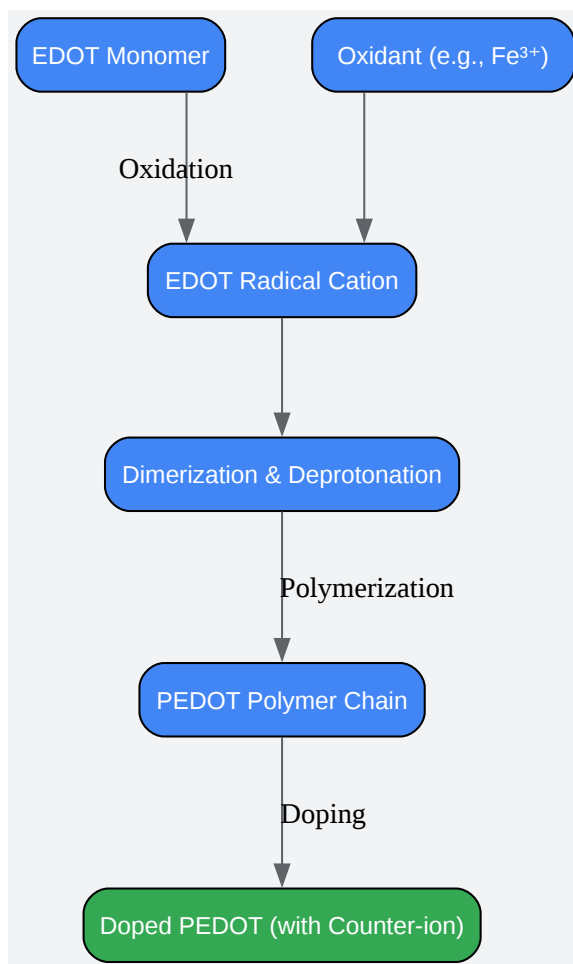 EDOT Monomer
Oxidant (e.g., Fe³⁺)
Oxidation
EDOT Radical Cation
Dimerization & Deprotonation
Polymerization
PEDOT Polymer Chain
Doping
Doped PEDOT (with Counter-ion)